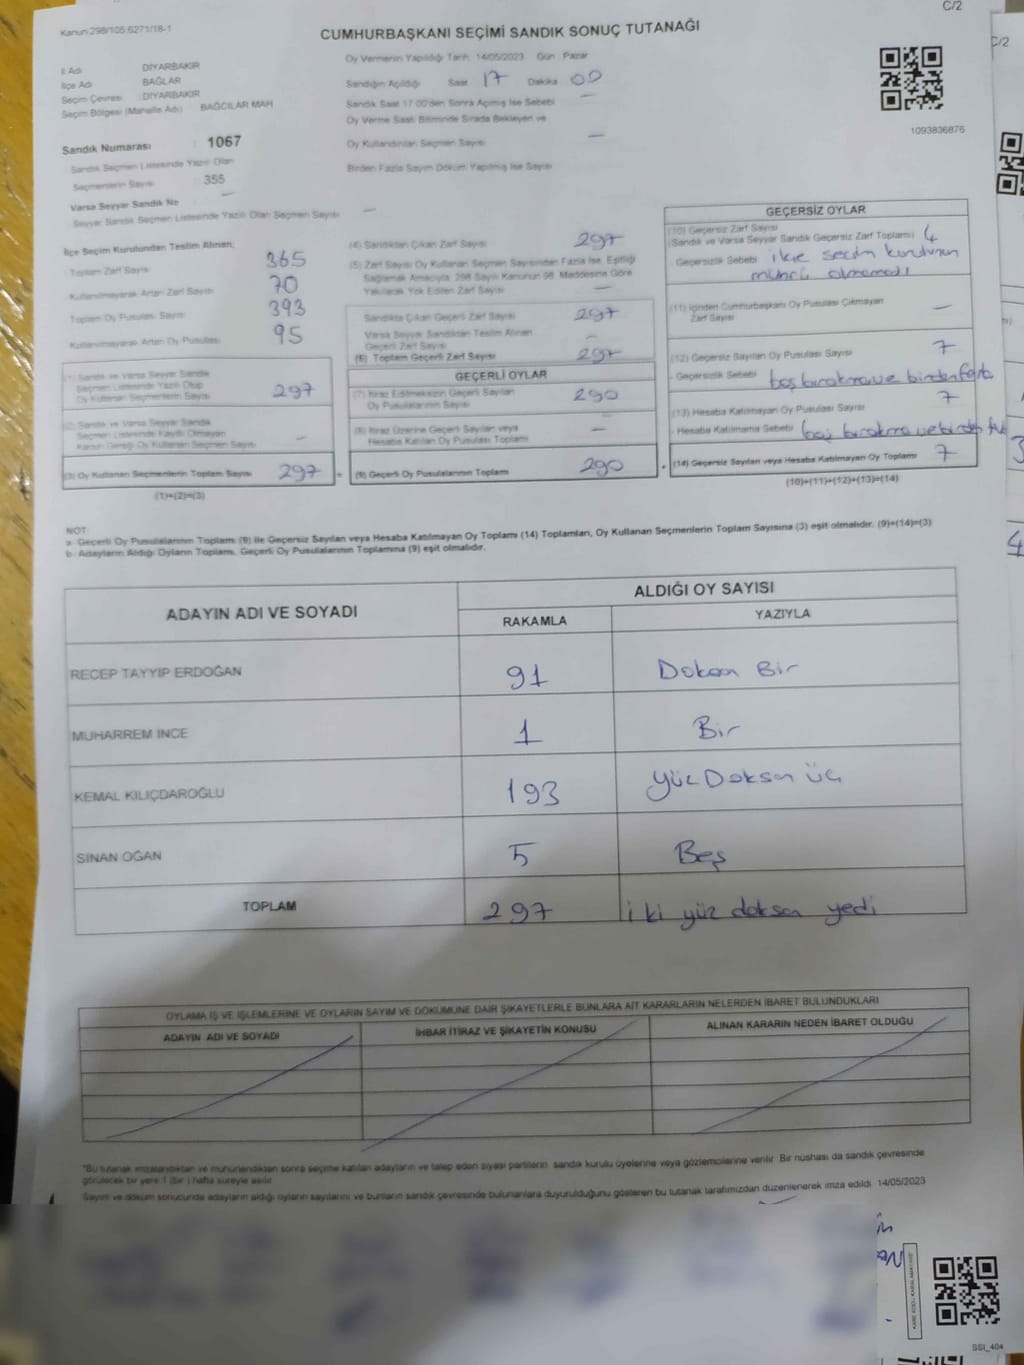 C/2
Kanun:298/105.6271/18-1
CUMHURBAŞKANI SEÇİMİ SANDIK SONUÇ TUTANAĞI
İl Adı DİYARBAKIR
İlçe Adı BAĞLAR
Seçim Çevresi : DİYARBAKIR
Seçim Bölgesi (Mahalle Adı) BAĞCILAR MAH
Sandık Numarası : 1067
Sandık Seçmen Listesinde Yazılı Olan
Seçmenlerin Sayısı : 355
Varsa Seyyar Sandık No —
Seyyar Sandık Seçmen Listesinde Yazılı Olan Seçmen Sayısı —
Oy Vermenin Yapıldığı Tarih 14/05/2023 Gün Pazar
Sandığın Açıldığı Saat 17 Dakika 00
Sandık Saat 17.00'den Sonra Açılmış İse Sebebi —
Oy Verme Saati Bitiminde Sırada Bekleyen ve
Oy Kullandırılan Seçmen Sayısı —
Birden Fazla Sayım Döküm Yapılmış İse Sayısı
1093836876
İlçe Seçim Kurulundan Teslim Alınan;
Toplam Zarf Sayısı 365
Kullanılmayarak Artan Zarf Sayısı 70
Toplam Oy Pusulası Sayısı 393
Kullanılmayarak Artan Oy Pusulası 95
(1) Sandık ve Varsa Seyyar Sandık
Seçmen Listesinde Yazılı Olup
Oy Kullanan Seçmenlerin Sayısı 297
(2) Sandık ve Varsa Seyyar Sandık
Seçmen Listesinde Kayıtlı Olmayan
Kanun Gereği Oy Kullanan Seçmen Sayısı —
(3) Oy Kullanan Seçmenlerin Toplam Sayısı 297 =
(1)+(2)=(3)
(4) Sandıktan Çıkan Zarf Sayısı 297
(5) Zarf Sayısı Oy Kullanan Seçmen Sayısından Fazla İse, Eşitliği
Sağlamak Amacıyla, 298 Sayılı Kanunun 98. Maddesine Göre
Yakılarak Yok Edilen Zarf Sayısı —
Sandıkta Çıkan Geçerli Zarf Sayısı 297
Varsa Seyyar Sandıktan Teslim Alınan
Geçerli Zarf Sayısı —
(6) Toplam Geçerli Zarf Sayısı 297
GEÇERLİ OYLAR
(7) İtiraz Edilmeksizin Geçerli Sayılan
Oy Pusulalarının Sayısı 290
(8) İtiraz Üzerine Geçerli Sayılan veya
Hesaba Katılan Oy Pusulası Toplamı —
(9) Geçerli Oy Pusulalarının Toplamı 290 +
GEÇERSİZ OYLAR
(10) Geçersiz Zarf Sayısı
(Sandık ve Varsa Seyyar Sandık Geçersiz Zarf Toplamı)
Geçersizlik Sebebi ilçe seçim kurulunun
mührü olmaması
(11) İçinden Cumhurbaşkanı Oy Pusulası Çıkmayan
Zarf Sayısı —
(12) Geçersiz Sayılan Oy Pusulası Sayısı 7
Geçersizlik Sebebi boş bırakma ve birden fazla
(13) Hesaba Katılmayan Oy Pusulası Sayısı 7
Hesaba Katılmama Sebebi boş bırakma ve birden
(14) Geçersiz Sayılan veya Hesaba Katılmayan Oy Toplamı 7
(10)+(11)+(12)+(13)=(14)
NOT:
a- Geçerli Oy Pusulalarının Toplamı (9) ile Geçersiz Sayılan veya Hesaba Katılmayan Oy Toplamı (14) Toplamları, Oy Kullanan Seçmenlerin Toplam Sayısına (3) eşit olmalıdır. (9)+(14)=(3)
b- Adayların Aldığı Oyların Toplamı, Geçerli Oy Pusulalarının Toplamına (9) eşit olmalıdır.
ADAYIN ADI VE SOYADI
ALDIĞI OY SAYISI
RAKAMLA YAZIYLA
RECEP TAYYİP ERDOĞAN 91 Doksan Bir
MUHARREM İNCE 1 Bir
KEMAL KILIÇDAROĞLU 193 Yüz Doksan üç
SİNAN OĞAN 5 Beş
TOPLAM 297 iki yüz doksan yedi
OYLAMA İŞ VE İŞLEMLERİNE VE OYLARIN SAYIM VE DÖKÜMÜNE DAİR ŞİKAYETLERLE BUNLARA AİT KARARLARIN NELERDEN İBARET BULUNDUKLARI
ADAYIN ADI VE SOYADI İHBAR İTİRAZ VE ŞİKAYETİN KONUSU ALINAN KARARIN NEDEN İBARET OLDUĞU
*Bu tutanak imzalandıktan ve mühürlendikten sonra seçime katılan adayların ve talep eden siyasi partilerin sandık kurulu üyelerine veya gözlemcilerine verilir. Bir nüshası da sandık çevresinde
görülecek bir yere 1 (bir) hafta süreyle asılır.
Sayım ve döküm sonucunda adayların aldığı oyların sayılarını ve bunların sandık çevresinde bulunanlara duyurulduğunu gösteren bu tutanak tarafımızdan düzenlenerek imza edildi. 14/05/2023
SSİ_404
C/2